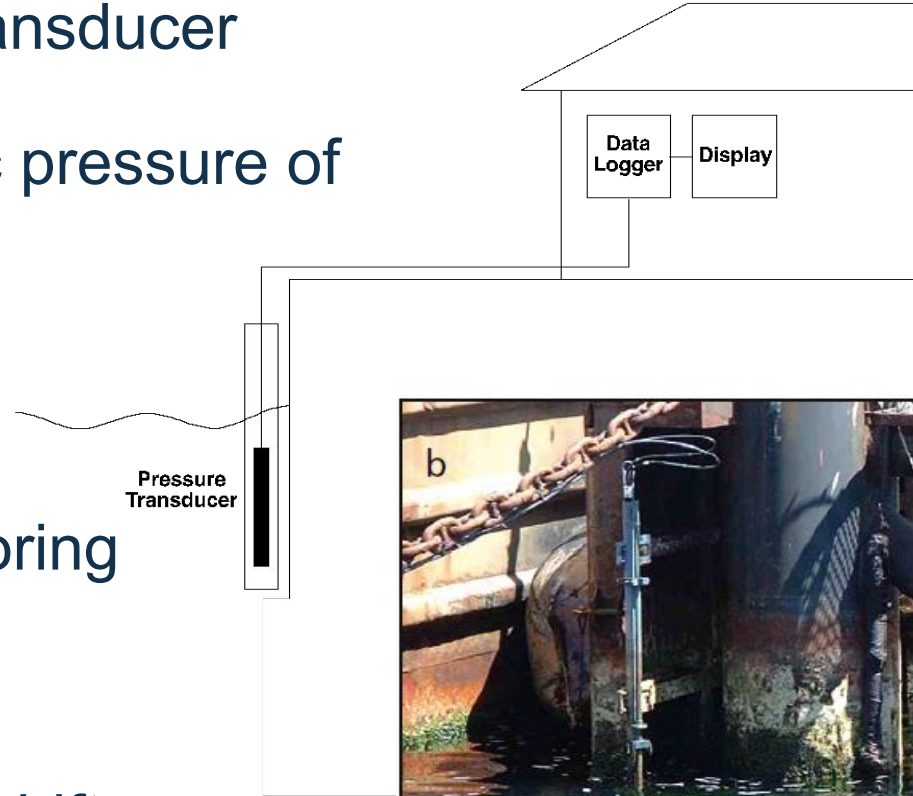 ansducer
pressure of
Data
Logger
Display
Pressure
Transducer
oring
b